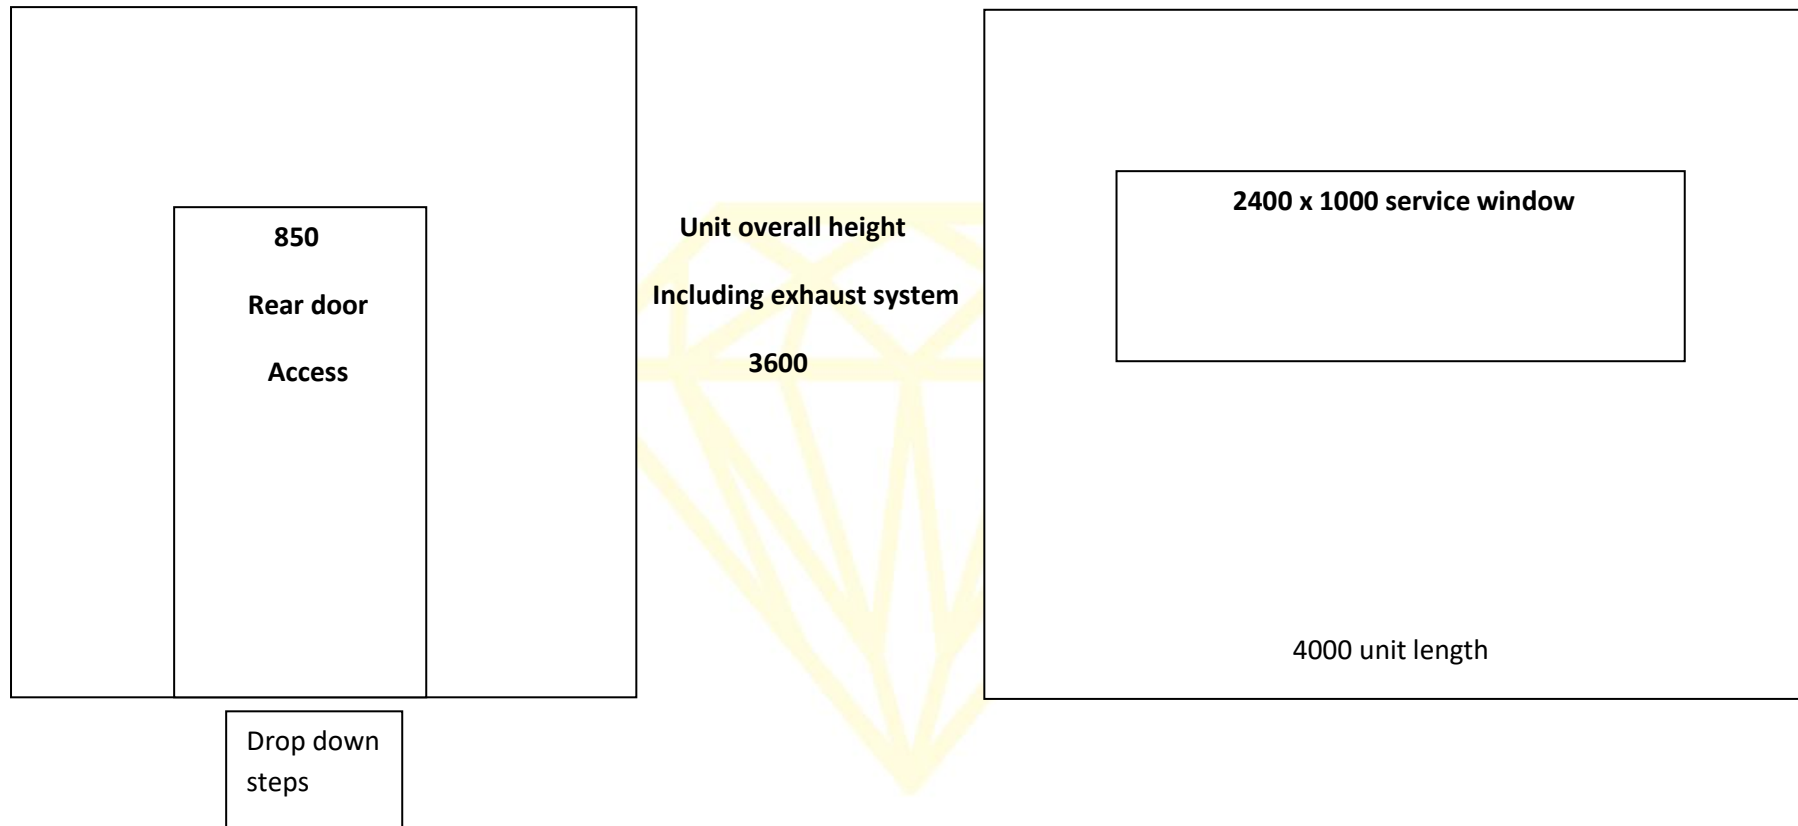 850
Rear door
Access
Drop down
steps
Unit overall height
Including exhaust system
3600
2400 x 1000 service window
4000 unit length